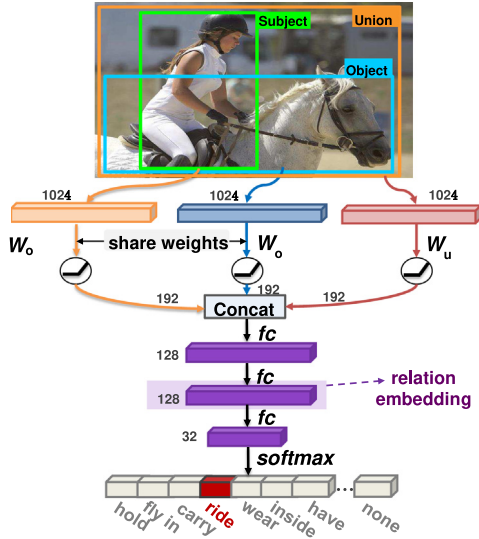 Subject
Union
Object
1024
1024
1024
Wo
share weights
Wo
Wu
192
192
192
Concat
fc
128
fc
128
relation
embedding
fc
32
softmax
hold
fly in
carry
ride
wear
inside
have
...
none